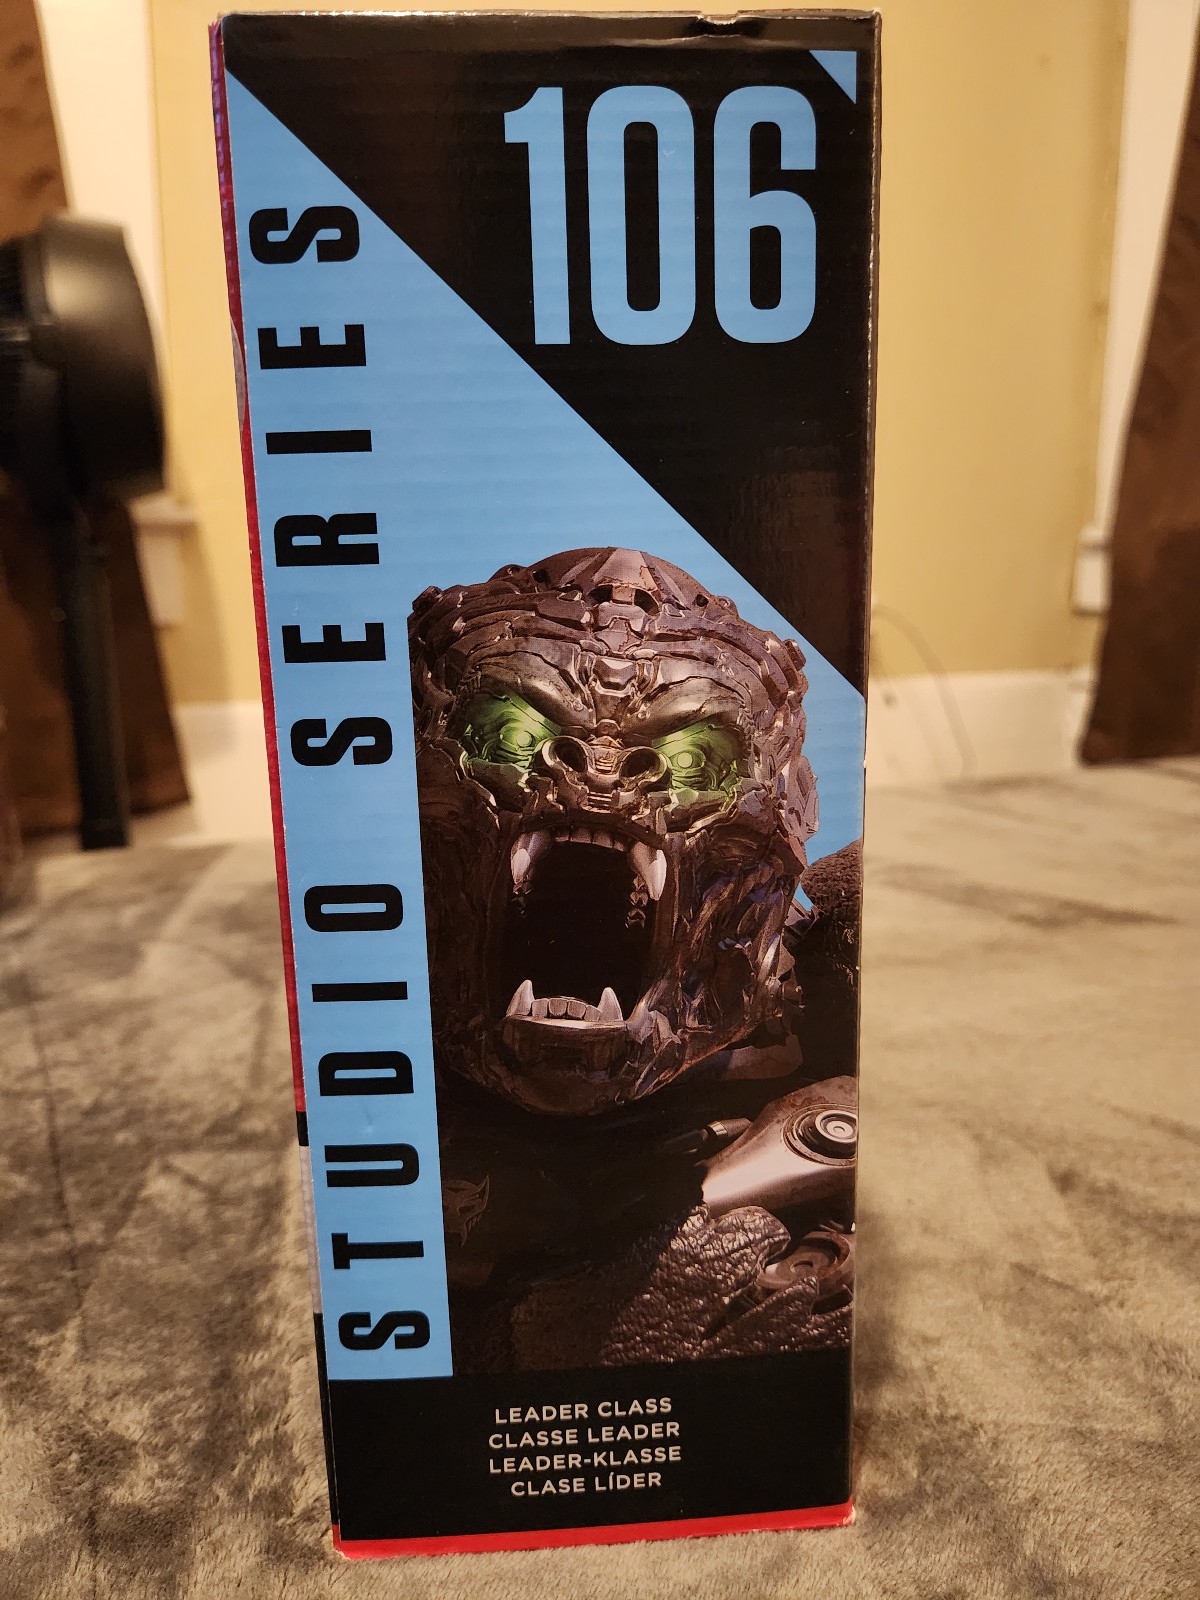 106
STUDIO SERIES
LEADER CLASS
CLASSE LEADER
LEADER-KLASSE
CLASE LÍDER